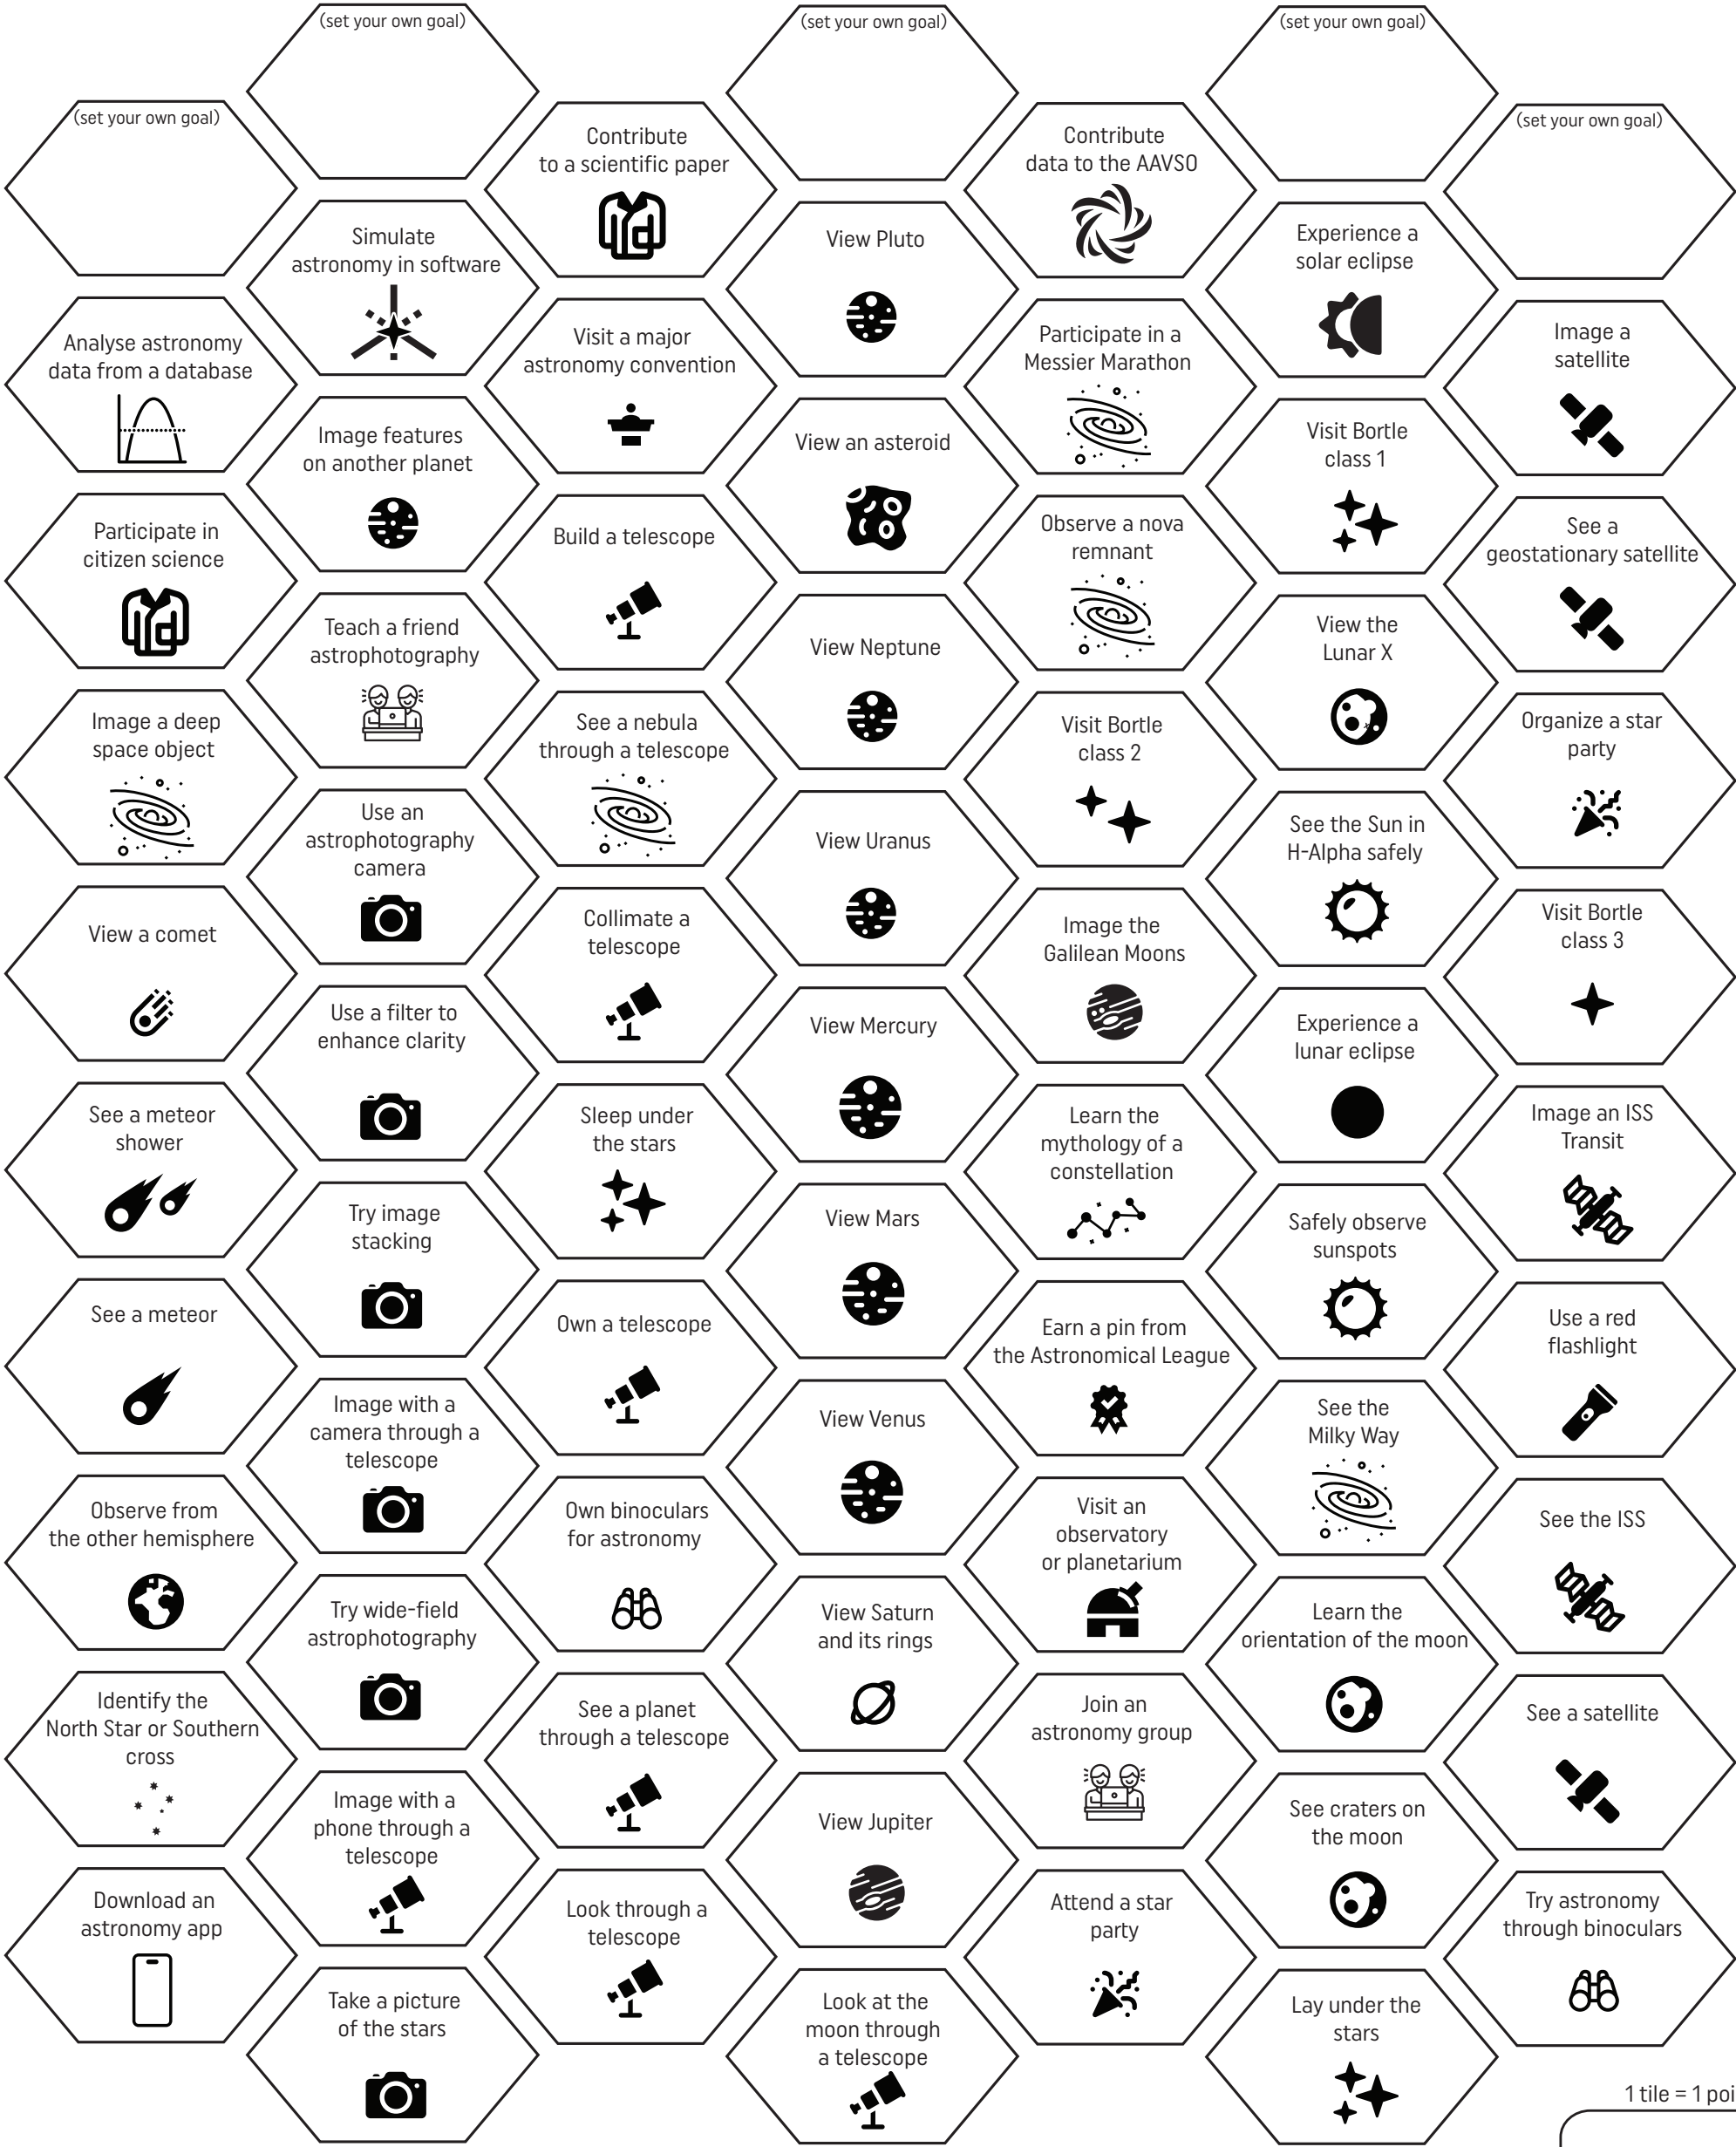 (set your own goal)
(set your own goal)
(set your own goal)
(set your own goal)
(set your own goal)
Contribute
to a scientific paper
Contribute
data to the AAVSO
Simulate
astronomy in software
View Pluto
Experience a
solar eclipse
Analyse astronomy
data from a database
Visit a major
astronomy convention
Participate in a
Messier Marathon
Image a
satellite
Image features
on another planet
View an asteroid
Visit Bortle
class 1
Participate in
citizen science
Build a telescope
Observe a nova
remnant
See a
geostationary satellite
Teach a friend
astrophotography
View Neptune
View the
Lunar X
Image a deep
space object
See a nebula
through a telescope
Visit Bortle
class 2
Organize a star
party
Use an
astrophotography
camera
View Uranus
See the Sun in
H-Alpha safely
View a comet
Collimate a
telescope
Image the
Galilean Moons
Visit Bortle
class 3
Use a filter to
enhance clarity
View Mercury
Experience a
lunar eclipse
See a meteor
shower
Sleep under
the stars
Learn the
mythology of a
constellation
Image an ISS
Transit
Try image
stacking
View Mars
Safely observe
sunspots
See a meteor
Own a telescope
Earn a pin from
the Astronomical League
Use a red
flashlight
Image with a
camera through a
telescope
View Venus
See the
Milky Way
Observe from
the other hemisphere
Own binoculars
for astronomy
Visit an
observatory
or planetarium
See the ISS
Try wide-field
astrophotography
View Saturn
and its rings
Learn the
orientation of the moon
Identify the
North Star or Southern
cross
See a planet
through a telescope
Join an
astronomy group
See a satellite
Image with a
phone through a
telescope
View Jupiter
See craters on
the moon
Download an
astronomy app
Look through a
telescope
Attend a star
party
Try astronomy
through binoculars
Take a picture
of the stars
Look at the
moon through
a telescope
Lay under the
stars
1 tile = 1 poi